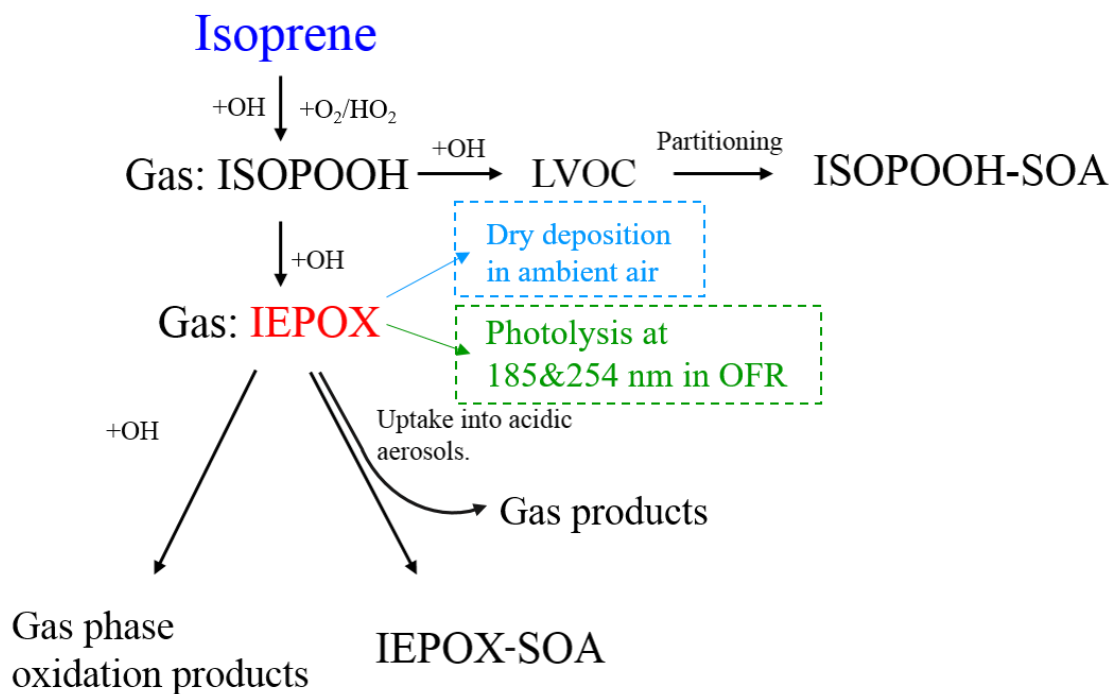 Isoprene
+OH
+O₂/HO₂
Gas: ISOPOOH
+OH
LVOC
Partitioning
ISOPOOH-SOA
+OH
Dry deposition
in ambient air
Gas: IEPOX
Photolysis at
185&254 nm in OFR
+OH
Uptake into acidic
aerosols.
Gas products
Gas phase
oxidation products
IEPOX-SOA